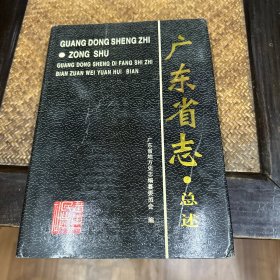 GUANG DONG SHENG ZHI
• ZONG SHU
GUANG DONG SHENG DI FANG SHI ZHI
BIAN ZUAN WEI YUAN HUI BIAN
广东省志·总述
广东省地方史志编纂委员会 编